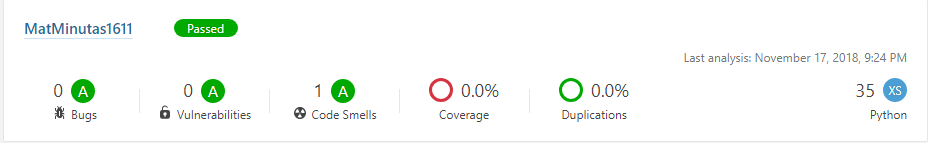 MatMinutas1611 Passed
Last analysis: November 17, 2018, 9:24 PM
0 A 0 A 1 A 0.0% 0.0% 35 XS
Bugs Vulnerabilities Code Smells Coverage Duplications Python